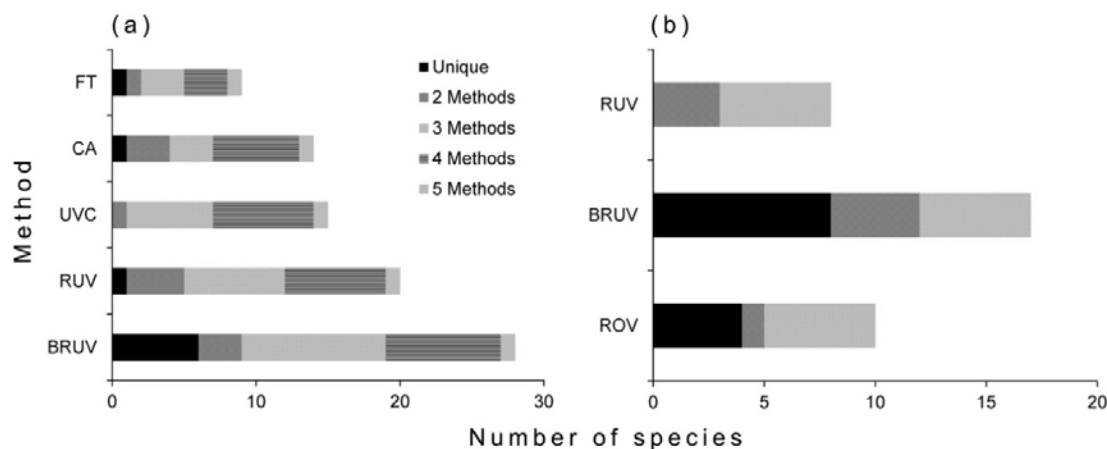 (a)
(b)
Method
FT
CA
UVC
RUV
BRUV
Unique
2 Methods
3 Methods
4 Methods
5 Methods
0 10 20 30
RUV
BRUV
ROV
0 5 10 15 20
Number of species